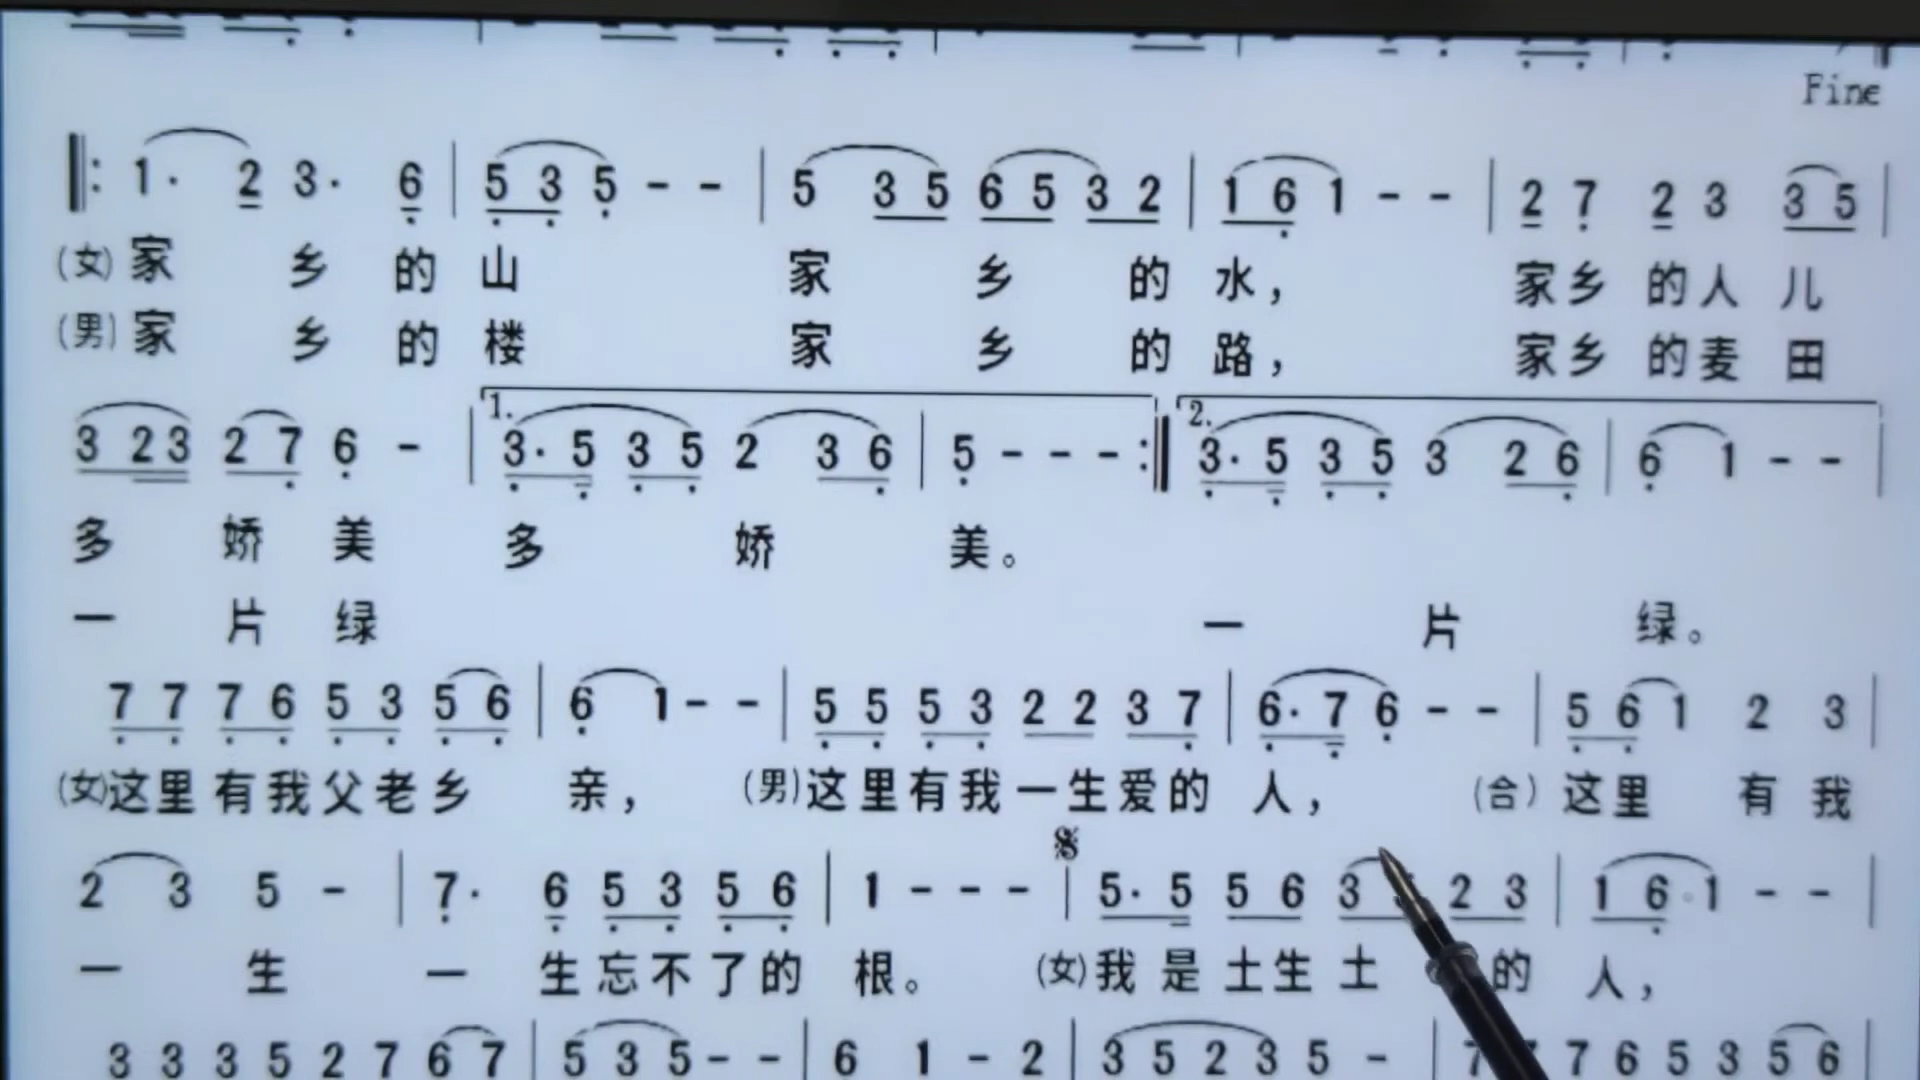 Fine
1· 2 3· 6 | 5 3 5 - - | 5 3 5 6 5 3 2 | 1 6 1 - - | 2 7 2 3 3 5 |
(女)家 乡 的 山 家 乡 的 水， 家乡 的人 儿
(男)家 乡 的 楼 家 乡 的 路， 家乡 的麦 田
1. 2.
3 2 3 2 7 6 - | 3· 5 3 5 2 3 6 | 5 - - - :| 3· 5 3 5 3 2 6 | 6 1 - - |
多 娇 美 多 娇 美。
一 片 绿 一 片 绿。
7 7 7 6 5 3 5 6 | 6 1 - - | 5 5 5 3 2 2 3 7 | 6· 7 6 - - | 5 6 1 2 3 |
(女)这里有我父老乡 亲， (男)这里有我一生爱的 人， (合)这里 有 我
2 3 5 - | 7· 6 5 3 5 6 | 1 - - - | 5· 5 5 6 3 2 3 | 1 6 1 - - |
一 生 一 生忘不了的 根。 (女)我 是 土生 土 的 人，
3 3 3 5 2 7 6 7 | 5 3 5 - - | 6 1 - 2 | 3 5 2 3 5 - | 7 7 7 6 5 3 5 6 |